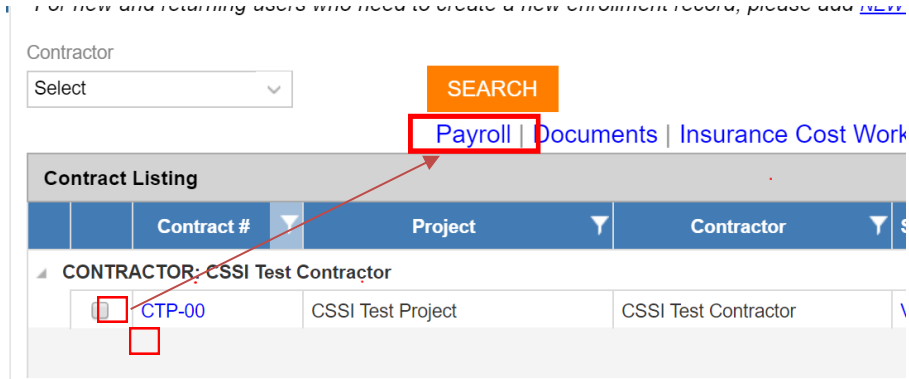 For new and returning users who need to create a new enrollment record, please add NEW
Contractor
Select
SEARCH
Payroll | Documents | Insurance Cost Work
Contract Listing
Contract # Project Contractor S
CONTRACTOR: CSSI Test Contractor
CTP-00 CSSI Test Project CSSI Test Contractor V